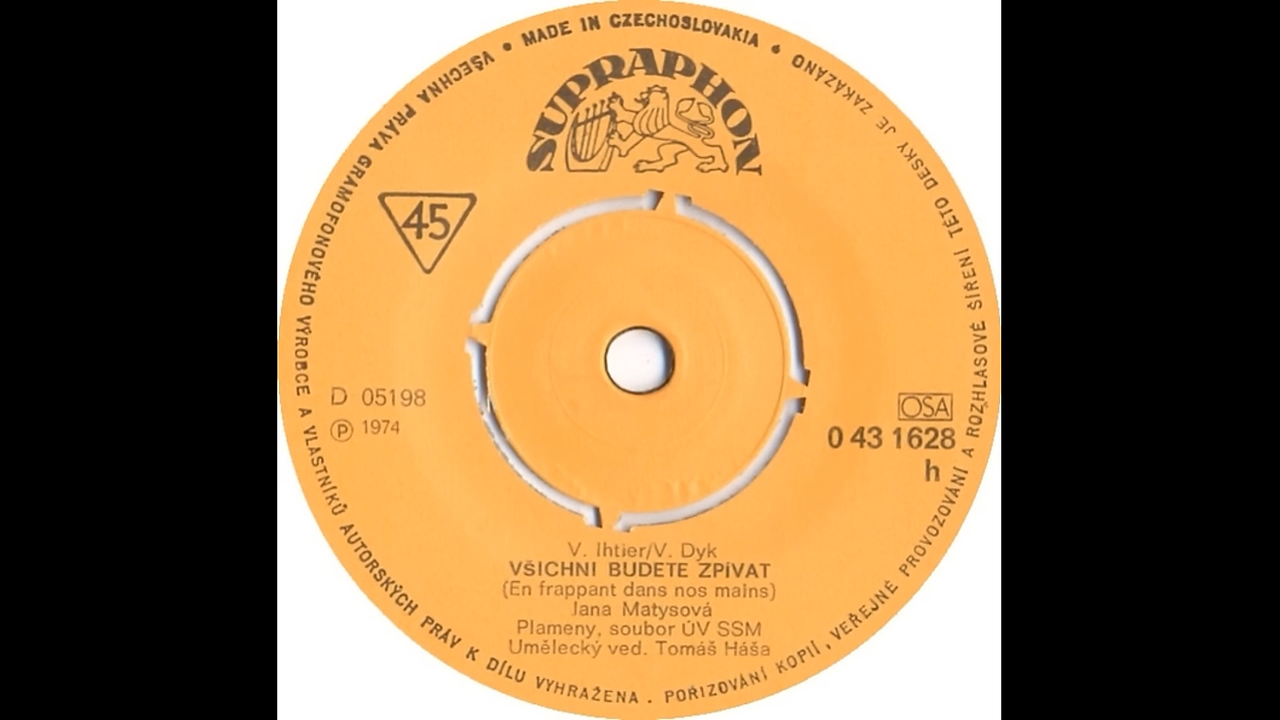 VŠECHNA PRÁVA GRAMOFONOVÉHO VÝROBCE A VLASTNÍKŮ AUTORSKÝCH PRÁV K DÍLU VYHRAŽENA . POŘIZOVÁNÍ KOPIÍ, VEŘEJNÉ PROVOZOVÁNÍ A ROZHLASOVÉ ŠÍŘENÍ TÉTO DESKY JE ZAKÁZÁNO • MADE IN CZECHOSLOVAKIA •
SUPRAPHON
45
D 05198
Ⓟ 1974
OSA
0 43 1628
h
V. Ihtier/V. Dyk
VŠICHNI BUDETE ZPÍVAT
(En frappant dans nos mains)
Jana Matysová
Plameny, soubor ÚV SSM
Umělecký ved. Tomáš Háša